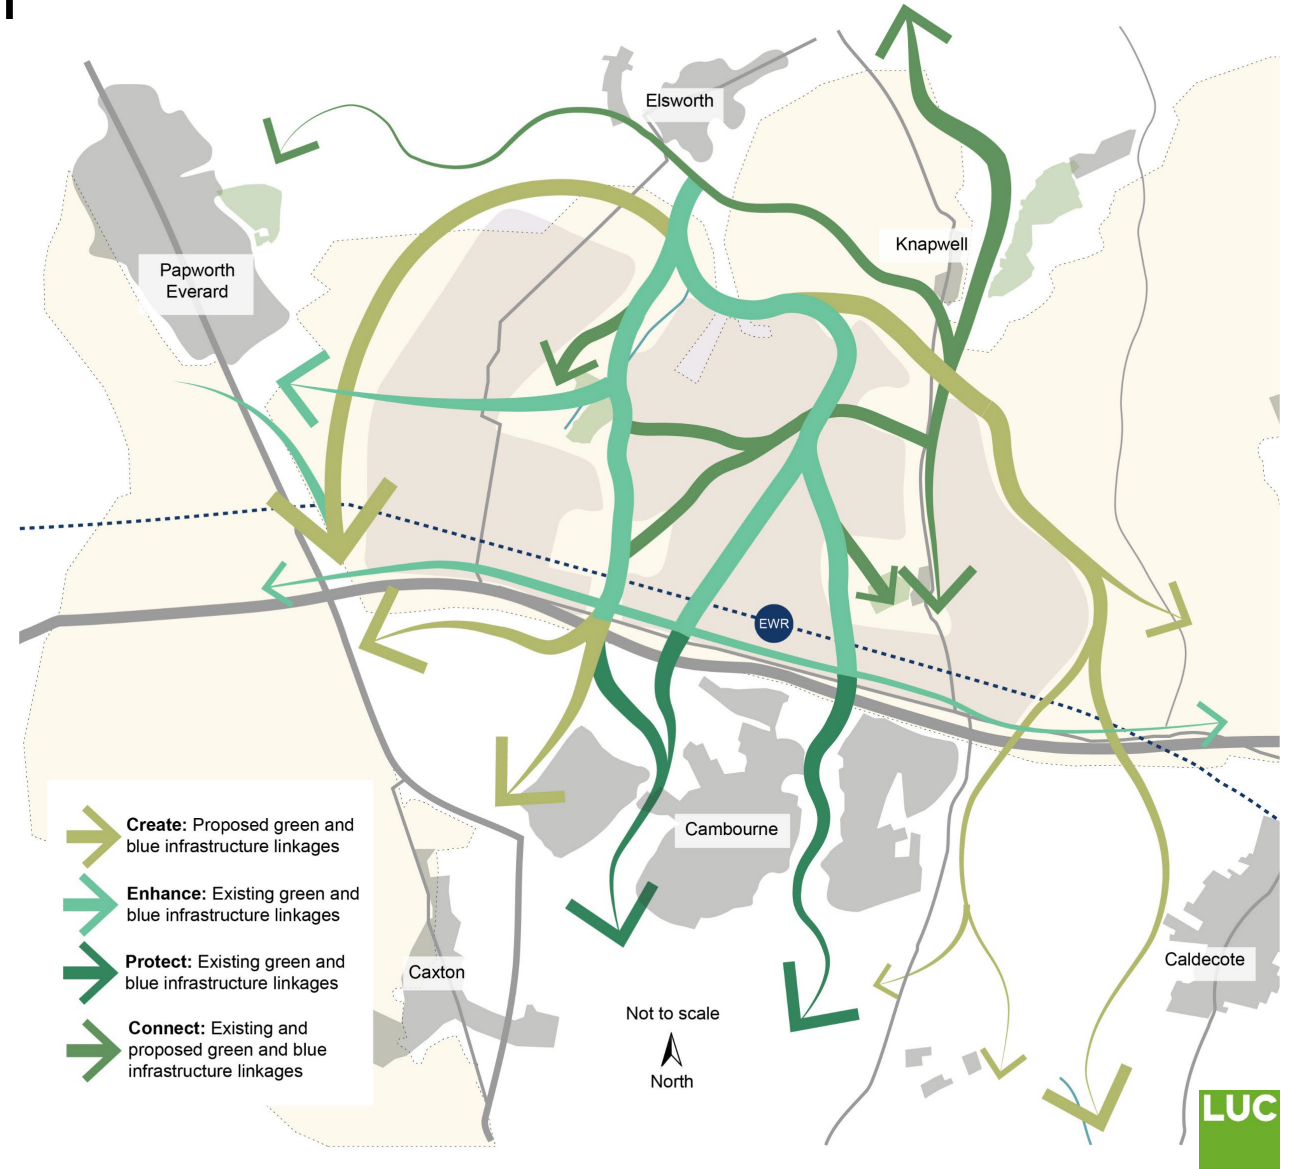 Elsworth
Knapwell
Papworth
Everard
EWR
Cambourne
Caxton
Caldecote
Create: Proposed green and
blue infrastructure linkages
Enhance: Existing green and
blue infrastructure linkages
Protect: Existing green and
blue infrastructure linkages
Connect: Existing and
proposed green and blue
infrastructure linkages
Not to scale
North
LUC